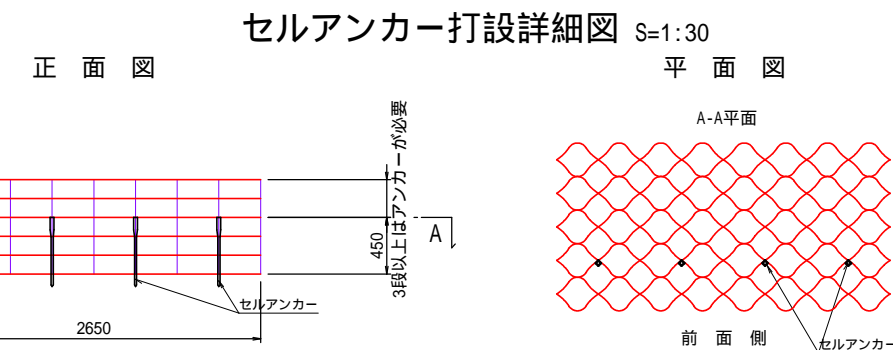 セルアンカー打設詳細図 S=1:30
正面図
平面図
A-A平面
3段以上はアンカーが必要
450
A
セルアンカー
2650
前面側
セルアンカー